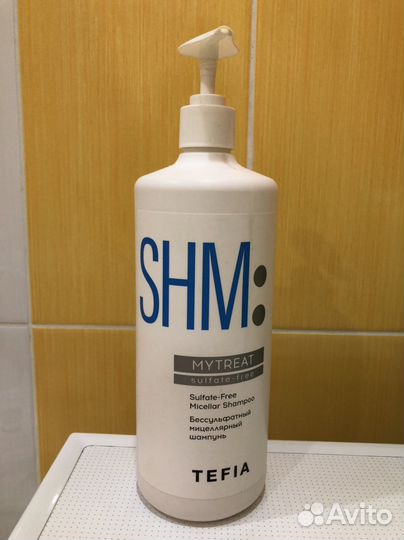 SHM:
MYTREAT
sulfate-free
Sulfate-Free
Micellar Shampoo
Бессульфатный
мицеллярный
шампунь
TEFIA
Avito